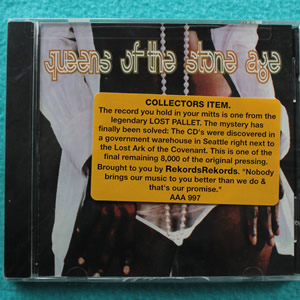 queens of the stone age
COLLECTORS ITEM.
The record you hold in your mitts is one from the
legendary LOST PALLET. The mystery has
finally been solved: The CD's were discovered in
a government warehouse in Seattle right next to
the Lost Ark of the Covenant. This is one of the
final remaining 8,000 of the original pressing.
Brought to you by RekordsRekords. "Nobody
brings our music to you better than we do &
that's our promise."
AAA 997